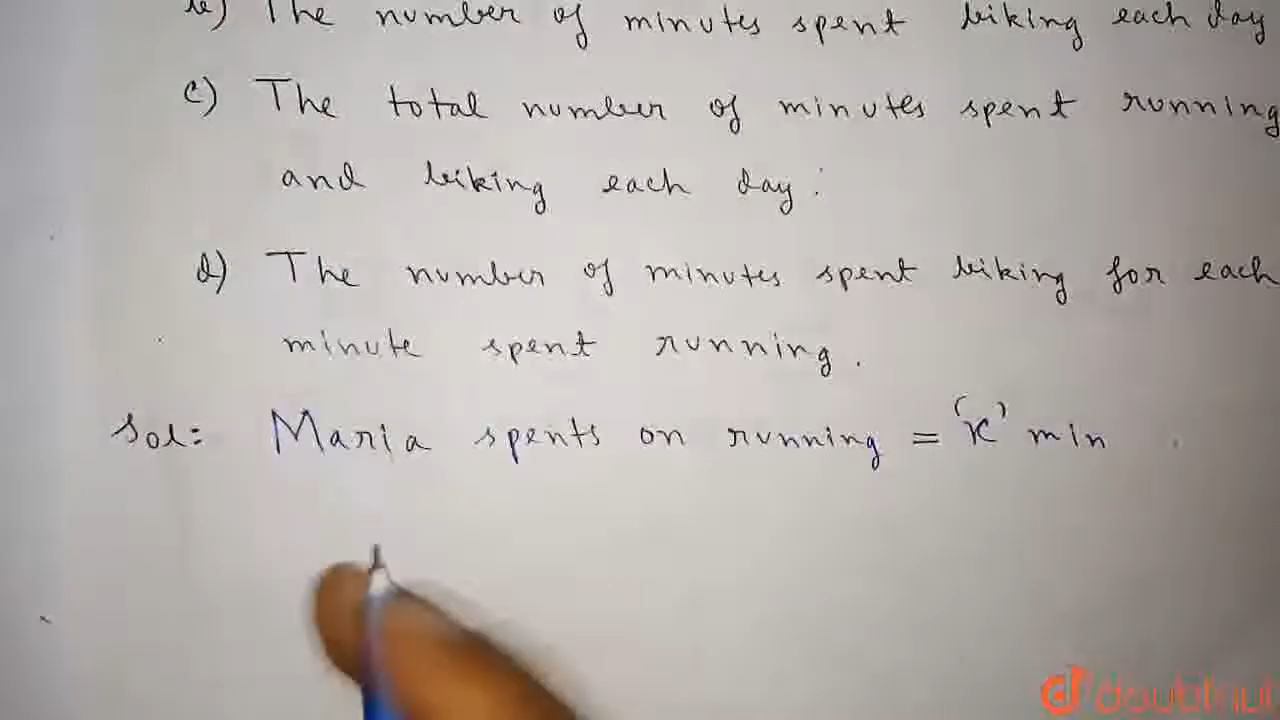 b) The number of minutes spent biking each day
c) The total number of minutes spent running
and biking each day:
d) The number of minutes spent biking for each
minute spent running.
Sol: Maria spents on running = 'x' min
doubtnut